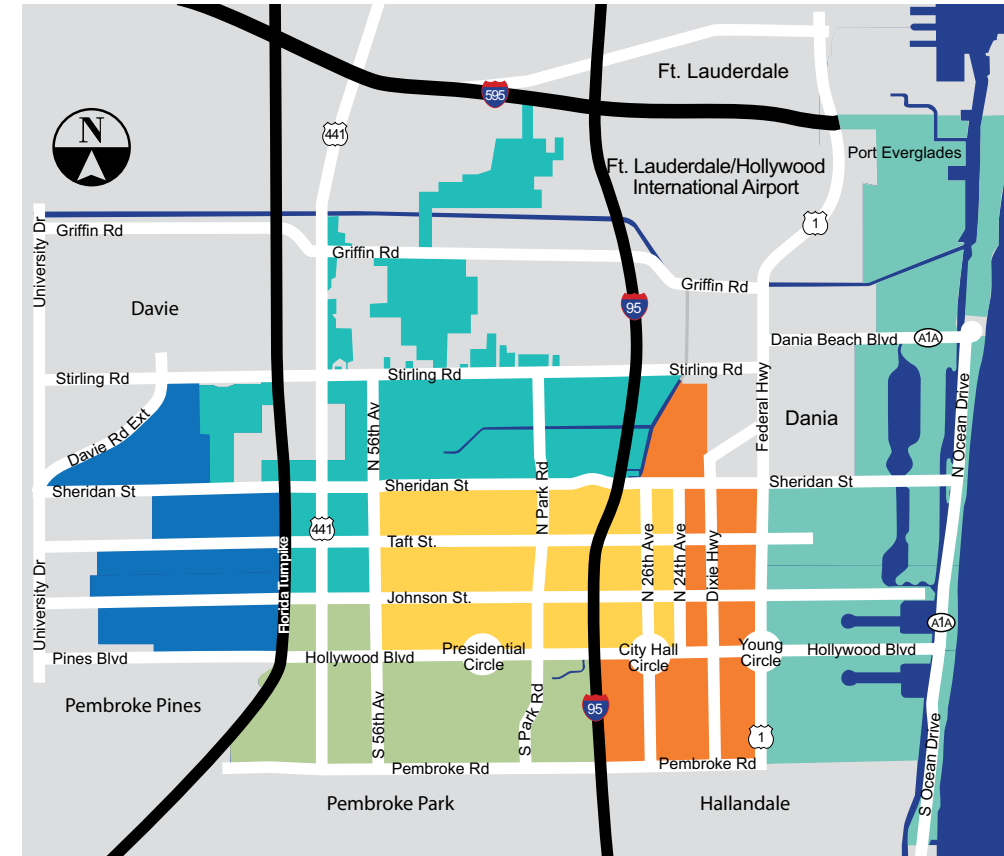 Ft. Lauderdale
595
441
N
Port Everglades
Ft. Lauderdale/Hollywood
International Airport
1
University Dr
Griffin Rd
Griffin Rd
Griffin Rd
Davie
95
Dania Beach Blvd
A1A
Stirling Rd
Stirling Rd
Stirling Rd
Davie Rd Ext
N 56th Av
Federal Hwy
Dania
N Ocean Drive
N Park Rd
Sheridan St
Sheridan St
Sheridan St
441
Taft St.
Florida Turnpike
N 26th Ave
N 24th Ave
Dixie Hwy
University Dr
Johnson St.
A1A
Pines Blvd
Hollywood Blvd
Presidential
Circle
City Hall
Circle
Young
Circle
Hollywood Blvd
Pembroke Pines
S 56th Av
S Park Rd
95
1
S Ocean Drive
Pembroke Rd
Pembroke Rd
Pembroke Park
Hallandale